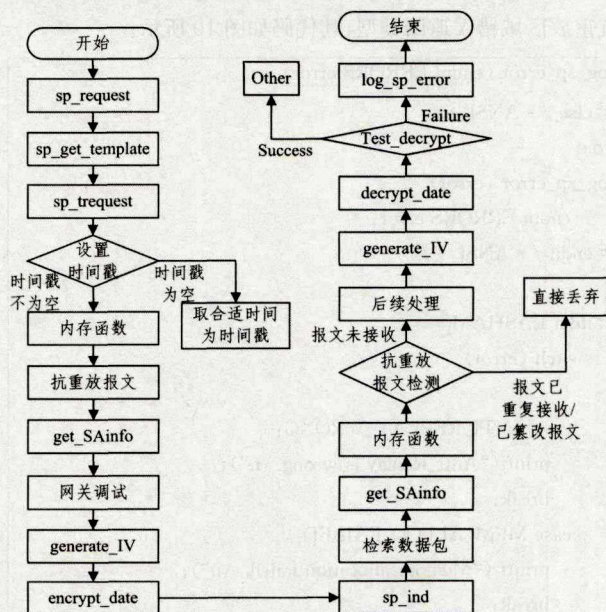 开始
sp_request
sp_get_template
sp_trequest
设置
时间戳
时间戳
不为空
时间戳
为空
取合适时间
为时间戳
内存函数
抗重放报文
get_SAinfo
网关调试
generate_IV
encrypt_date
sp_ind
检索数据包
get_SAinfo
内存函数
抗重放
报文检测
报文未接收
报文已
重复接收/
已篡改报文
直接丢弃
后续处理
generate_IV
decrypt_date
Test_decrypt
Success
Failure
Other
log_sp_error
结束